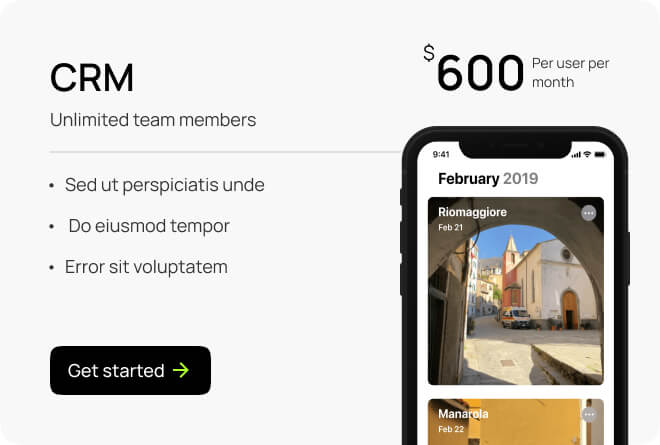 CRM
Unlimited team members
$600
Per user per
month
• Sed ut perspiciatis unde
• Do eiusmod tempor
• Error sit voluptatem
Get started →
9:41
February 2019
Riomaggiore
Feb 21
Manarola
Feb 22